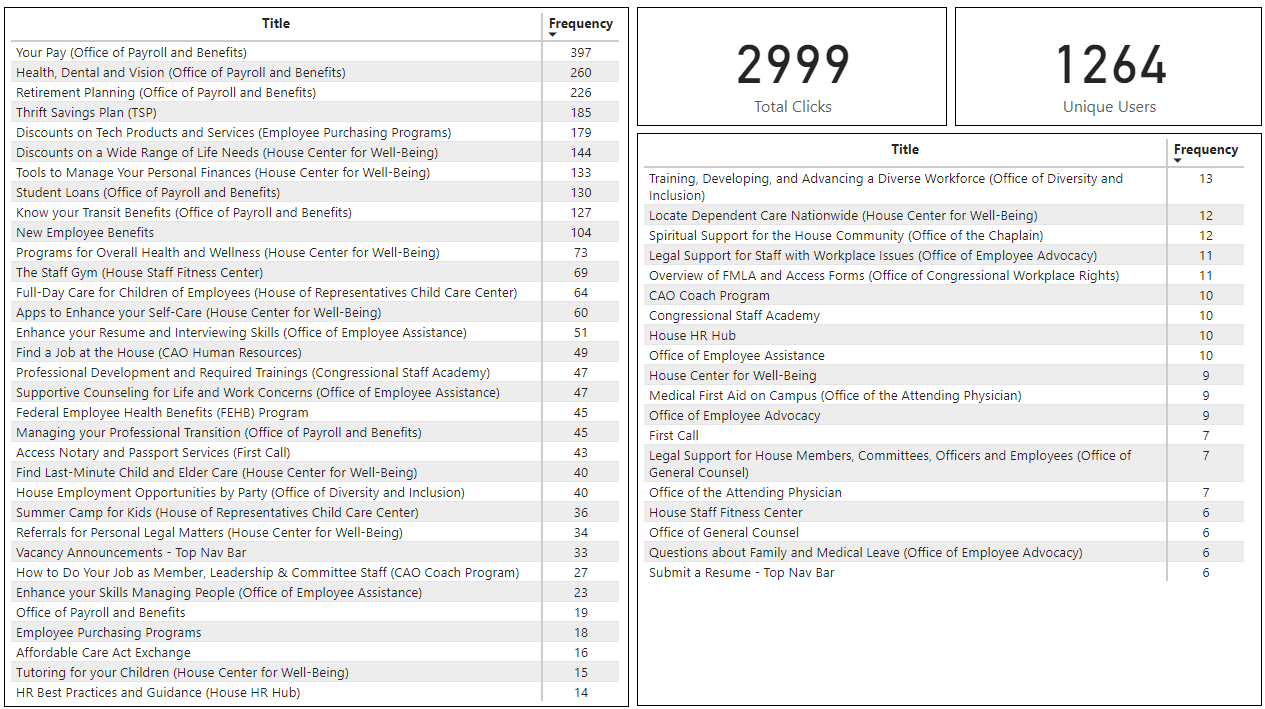 Title Frequency
Your Pay (Office of Payroll and Benefits) 397
Health, Dental and Vision (Office of Payroll and Benefits) 260
Retirement Planning (Office of Payroll and Benefits) 226
Thrift Savings Plan (TSP) 185
Discounts on Tech Products and Services (Employee Purchasing Programs) 179
Discounts on a Wide Range of Life Needs (House Center for Well-Being) 144
Tools to Manage Your Personal Finances (House Center for Well-Being) 133
Student Loans (Office of Payroll and Benefits) 130
Know your Transit Benefits (Office of Payroll and Benefits) 127
New Employee Benefits 104
Programs for Overall Health and Wellness (House Center for Well-Being) 73
The Staff Gym (House Staff Fitness Center) 69
Full-Day Care for Children of Employees (House of Representatives Child Care Center) 64
Apps to Enhance your Self-Care (House Center for Well-Being) 60
Enhance your Resume and Interviewing Skills (Office of Employee Assistance) 51
Find a Job at the House (CAO Human Resources) 49
Professional Development and Required Trainings (Congressional Staff Academy) 47
Supportive Counseling for Life and Work Concerns (Office of Employee Assistance) 47
Federal Employee Health Benefits (FEHB) Program 45
Managing your Professional Transition (Office of Payroll and Benefits) 45
Access Notary and Passport Services (First Call) 43
Find Last-Minute Child and Elder Care (House Center for Well-Being) 40
House Employment Opportunities by Party (Office of Diversity and Inclusion) 40
Summer Camp for Kids (House of Representatives Child Care Center) 36
Referrals for Personal Legal Matters (House Center for Well-Being) 34
Vacancy Announcements - Top Nav Bar 33
How to Do Your Job as Member, Leadership & Committee Staff (CAO Coach Program) 27
Enhance your Skills Managing People (Office of Employee Assistance) 23
Office of Payroll and Benefits 19
Employee Purchasing Programs 18
Affordable Care Act Exchange 16
Tutoring for your Children (House Center for Well-Being) 15
HR Best Practices and Guidance (House HR Hub) 14
2999
Total Clicks
1264
Unique Users
Title Frequency
Training, Developing, and Advancing a Diverse Workforce (Office of Diversity and 13
Inclusion)
Locate Dependent Care Nationwide (House Center for Well-Being) 12
Spiritual Support for the House Community (Office of the Chaplain) 12
Legal Support for Staff with Workplace Issues (Office of Employee Advocacy) 11
Overview of FMLA and Access Forms (Office of Congressional Workplace Rights) 11
CAO Coach Program 10
Congressional Staff Academy 10
House HR Hub 10
Office of Employee Assistance 10
House Center for Well-Being 9
Medical First Aid on Campus (Office of the Attending Physician) 9
Office of Employee Advocacy 9
First Call 7
Legal Support for House Members, Committees, Officers and Employees (Office of 7
General Counsel)
Office of the Attending Physician 7
House Staff Fitness Center 6
Office of General Counsel 6
Questions about Family and Medical Leave (Office of Employee Advocacy) 6
Submit a Resume - Top Nav Bar 6